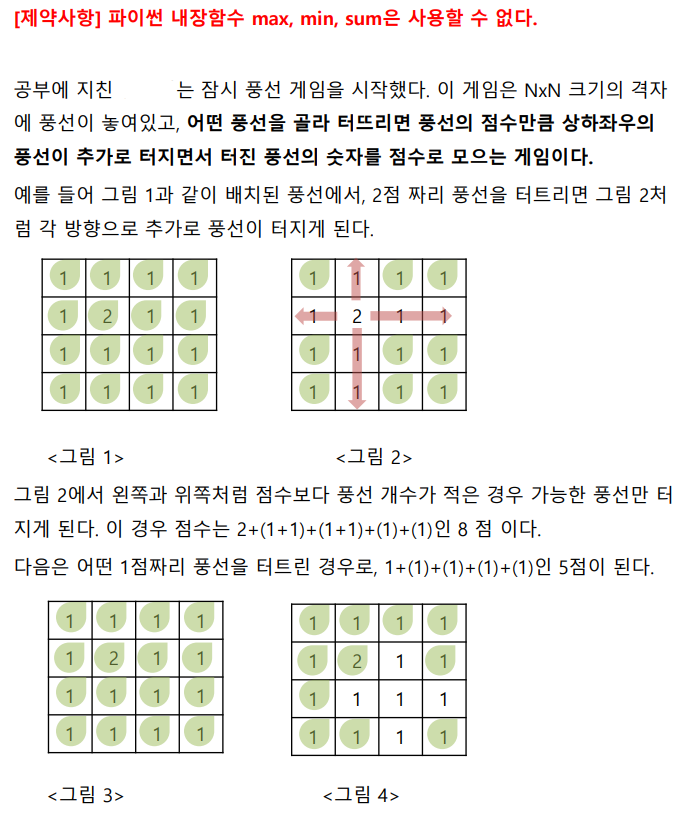 [제약사항] 파이썬 내장함수 max, min, sum은 사용할 수 없다.
공부에 지친 는 잠시 풍선 게임을 시작했다. 이 게임은 NxN 크기의 격자
에 풍선이 놓여있고, 어떤 풍선을 골라 터뜨리면 풍선의 점수만큼 상하좌우의
풍선이 추가로 터지면서 터진 풍선의 숫자를 점수로 모으는 게임이다.
예를 들어 그림 1과 같이 배치된 풍선에서, 2점 짜리 풍선을 터트리면 그림 2처
럼 각 방향으로 추가로 풍선이 터지게 된다.
1 1 1 1
1 2 1 1
1 1 1 1
1 1 1 1
1 1 1 1
1 2 1 1
1 1 1 1
1 1 1 1
<그림 1> <그림 2>
그림 2에서 왼쪽과 위쪽처럼 점수보다 풍선 개수가 적은 경우 가능한 풍선만 터
지게 된다. 이 경우 점수는 2+(1+1)+(1+1)+(1)+(1)인 8 점 이다.
다음은 어떤 1점짜리 풍선을 터트린 경우로, 1+(1)+(1)+(1)+(1)인 5점이 된다.
1 1 1 1
1 2 1 1
1 1 1 1
1 1 1 1
1 1 1 1
1 2 1 1
1 1 1 1
1 1 1 1
<그림 3> <그림 4>